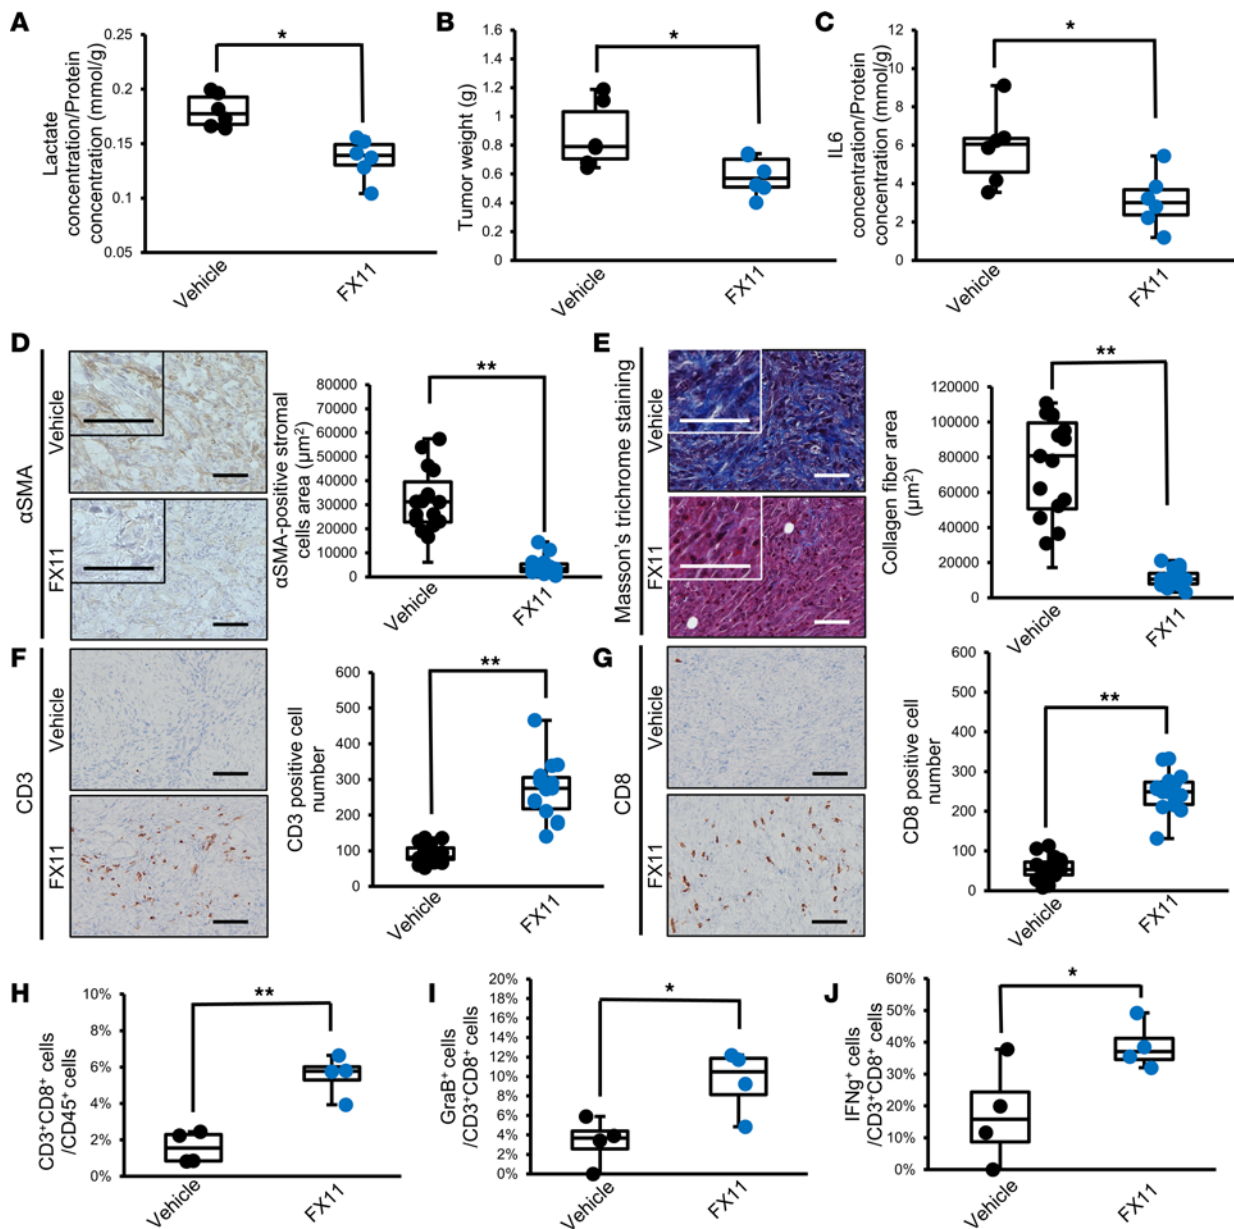 A
Lactate
concentration/Protein
concentration (mmol/g)
0.25
0.2
0.15
0.1
0.05
*
Vehicle
FX11
B
Tumor weight (g)
1.6
1.4
1.2
1
0.8
0.6
0.4
0.2
0
*
Vehicle
FX11
C
IL6
concentration/Protein
concentration (mmol/g)
12
10
8
6
4
2
0
*
Vehicle
FX11
D
αSMA
Vehicle
FX11
αSMA-positive stromal
cells area (µm²)
80000
70000
60000
50000
40000
30000
20000
10000
0
**
Vehicle
FX11
E
Masson's trichrome staining
Vehicle
FX11
Collagen fiber area
(µm²)
120000
100000
80000
60000
40000
20000
0
**
Vehicle
FX11
F
CD3
Vehicle
FX11
CD3 positive cell
number
600
500
400
300
200
100
0
**
Vehicle
FX11
G
CD8
Vehicle
FX11
CD8 positive cell
number
600
500
400
300
200
100
0
**
Vehicle
FX11
H
CD3⁺CD8⁺ cells
/CD45⁺ cells
10%
8%
6%
4%
2%
0%
**
Vehicle
FX11
I
GraB⁺ cells
/CD3⁺CD8⁺ cells
20%
18%
16%
14%
12%
10%
8%
6%
4%
2%
0%
*
Vehicle
FX11
J
IFNg⁺ cells
/CD3⁺CD8⁺ cells
60%
50%
40%
30%
20%
10%
0%
*
Vehicle
FX11